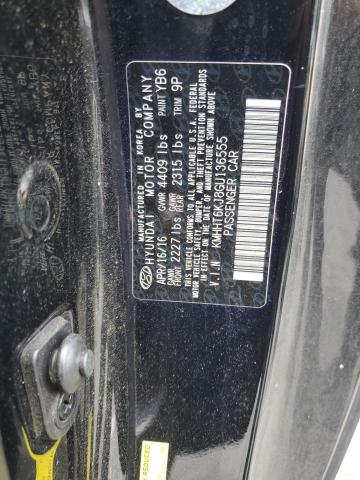 MANUFACTURED IN KOREA BY
HYUNDAI MOTOR COMPANY
APR/16/16 GVWR 4409 lbs PAINT YB6
GAWR FRONT 2227 lbs GAWR REAR 2315 lbs TRIM 9P
THIS VEHICLE CONFORMS TO ALL APPLICABLE U.S.A FEDERAL
MOTOR VEHICLE SAFETY, BUMPER, AND THEFT PREVENTION STANDARDS
IN EFFECT ON THE DATE OF MANUFACTURE SHOWN ABOVE.
V.I.N KMHHT6KJ8GU136555
PASSENGER CAR
REDUCED